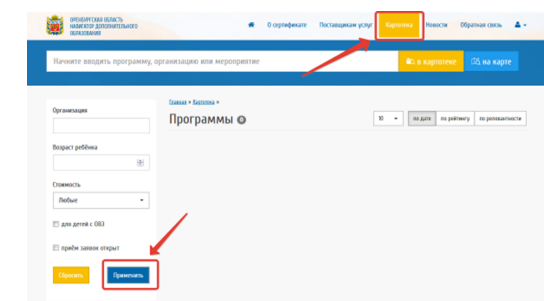 ОРЕНБУРГСКАЯ ОБЛАСТЬ
НАВИГАТОР ДОПОЛНИТЕЛЬНОГО
ОБРАЗОВАНИЯ
О сертификате Поставщикам услуг Картотека Новости Обратная связь
Начните вводить программу, организацию или мероприятие
в картотеке на карте
Организация
Возраст ребёнка
Стоимость
Любые
для детей с ОВЗ
приём заявок открыт
Сбросить Применить
Главная » Картотека »
Программы
10 по дате по рейтингу по релевантности